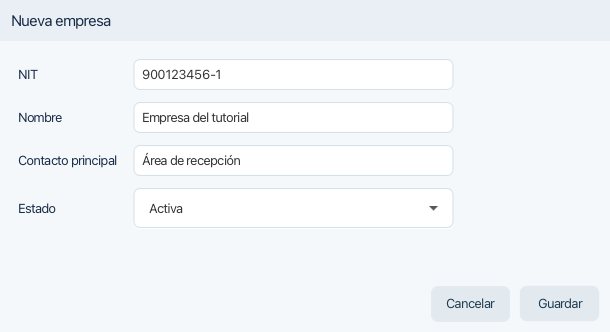 Nueva empresa
NIT 900123456-1
Nombre Empresa del tutorial
Contacto principal Área de recepción
Estado Activa
Cancelar Guardar